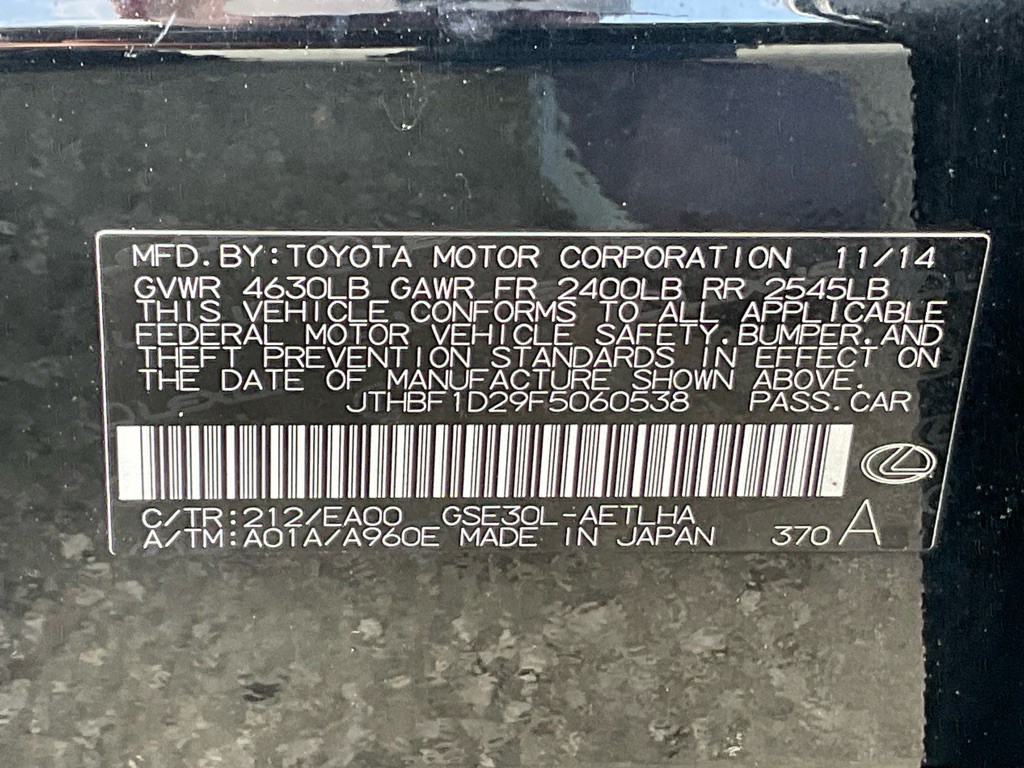 MFD.BY:TOYOTA MOTOR CORPORATION 11/14
GVWR 4630LB GAWR FR 2400LB RR 2545LB
THIS VEHICLE CONFORMS TO ALL APPLICABLE
FEDERAL MOTOR VEHICLE SAFETY.BUMPER.AND
THEFT PREVENTION STANDARDS IN EFFECT ON
THE DATE OF MANUFACTURE SHOWN ABOVE.
JTHBF1D29F5060538 PASS.CAR
C/TR:212/EA00 GSE30L-AETLHA
A/TM:A01A/A960E MADE IN JAPAN 370 A